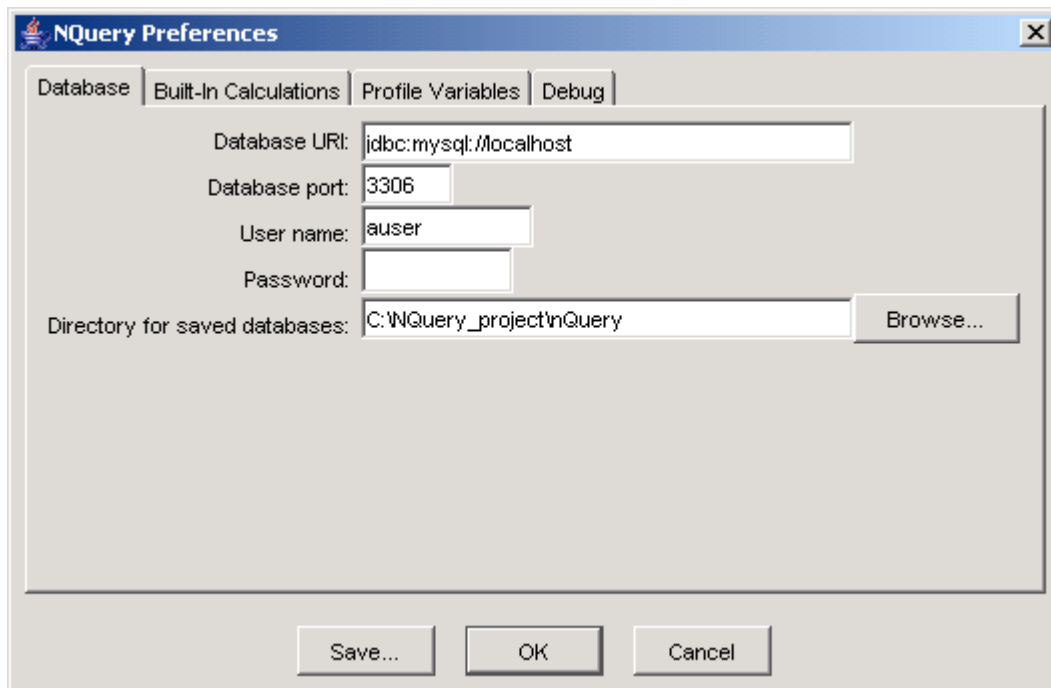 NQuery Preferences
Database Built-In Calculations Profile Variables Debug
Database URI: jdbc:mysql://localhost
Database port: 3306
User name: auser
Password:
Directory for saved databases: C:\NQuery_project\nQuery Browse...
Save... OK Cancel